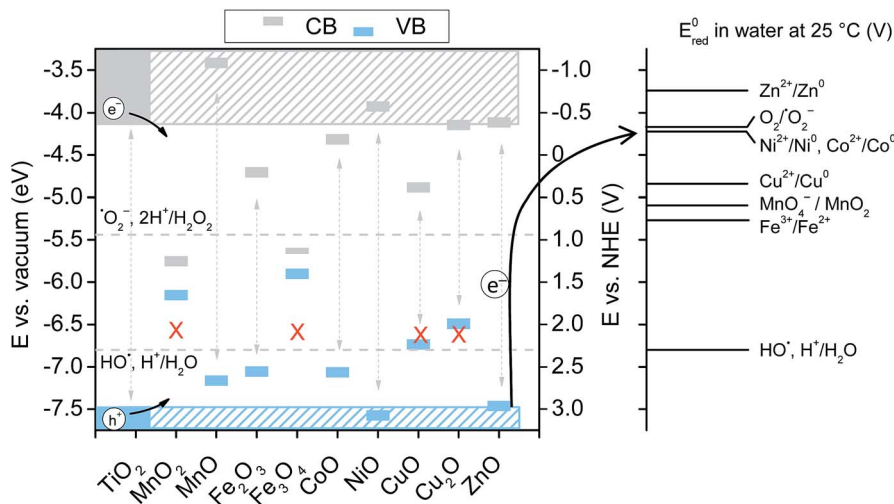 CB VB
E⁰red in water at 25 °C (V)
E vs. vacuum (eV)
-3.5
-4.0
-4.5
-5.0
-5.5
-6.0
-6.5
-7.0
-7.5
e⁻
•O₂⁻, 2H⁺/H₂O₂
HO•, H⁺/H₂O
h⁺
X X X X
e⁻
-1.0
-0.5
0
0.5
1.0
1.5
2.0
2.5
3.0
E vs. NHE (V)
TiO₂
MnO₂
MnO
Fe₂O₃
Fe₃O₄
CoO
NiO
CuO
Cu₂O
ZnO
Zn²⁺/Zn⁰
O₂/•O₂⁻
Ni²⁺/Ni⁰, Co²⁺/Co⁰
Cu²⁺/Cu⁰
MnO₄⁻ / MnO₂
Fe³⁺/Fe²⁺
HO•, H⁺/H₂O